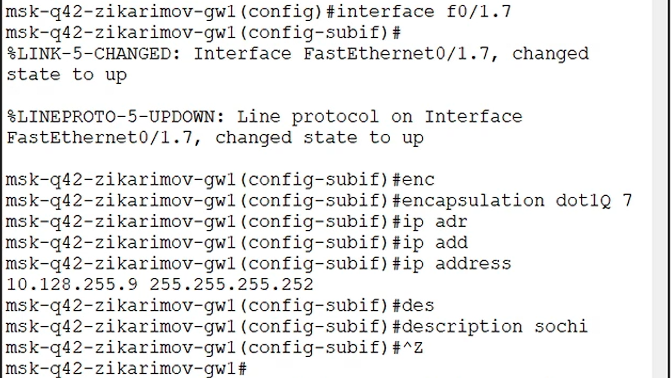 msk-q42-zikarimov-gw1(config)#interface f0/1.7
msk-q42-zikarimov-gw1(config-subif)#
%LINK-5-CHANGED: Interface FastEthernet0/1.7, changed
state to up
%LINEPROTO-5-UPDOWN: Line protocol on Interface
FastEthernet0/1.7, changed state to up
msk-q42-zikarimov-gw1(config-subif)#enc
msk-q42-zikarimov-gw1(config-subif)#encapsulation dot1Q 7
msk-q42-zikarimov-gw1(config-subif)#ip adr
msk-q42-zikarimov-gw1(config-subif)#ip add
msk-q42-zikarimov-gw1(config-subif)#ip address
10.128.255.9 255.255.255.252
msk-q42-zikarimov-gw1(config-subif)#des
msk-q42-zikarimov-gw1(config-subif)#description sochi
msk-q42-zikarimov-gw1(config-subif)#^Z
msk-q42-zikarimov-gw1#